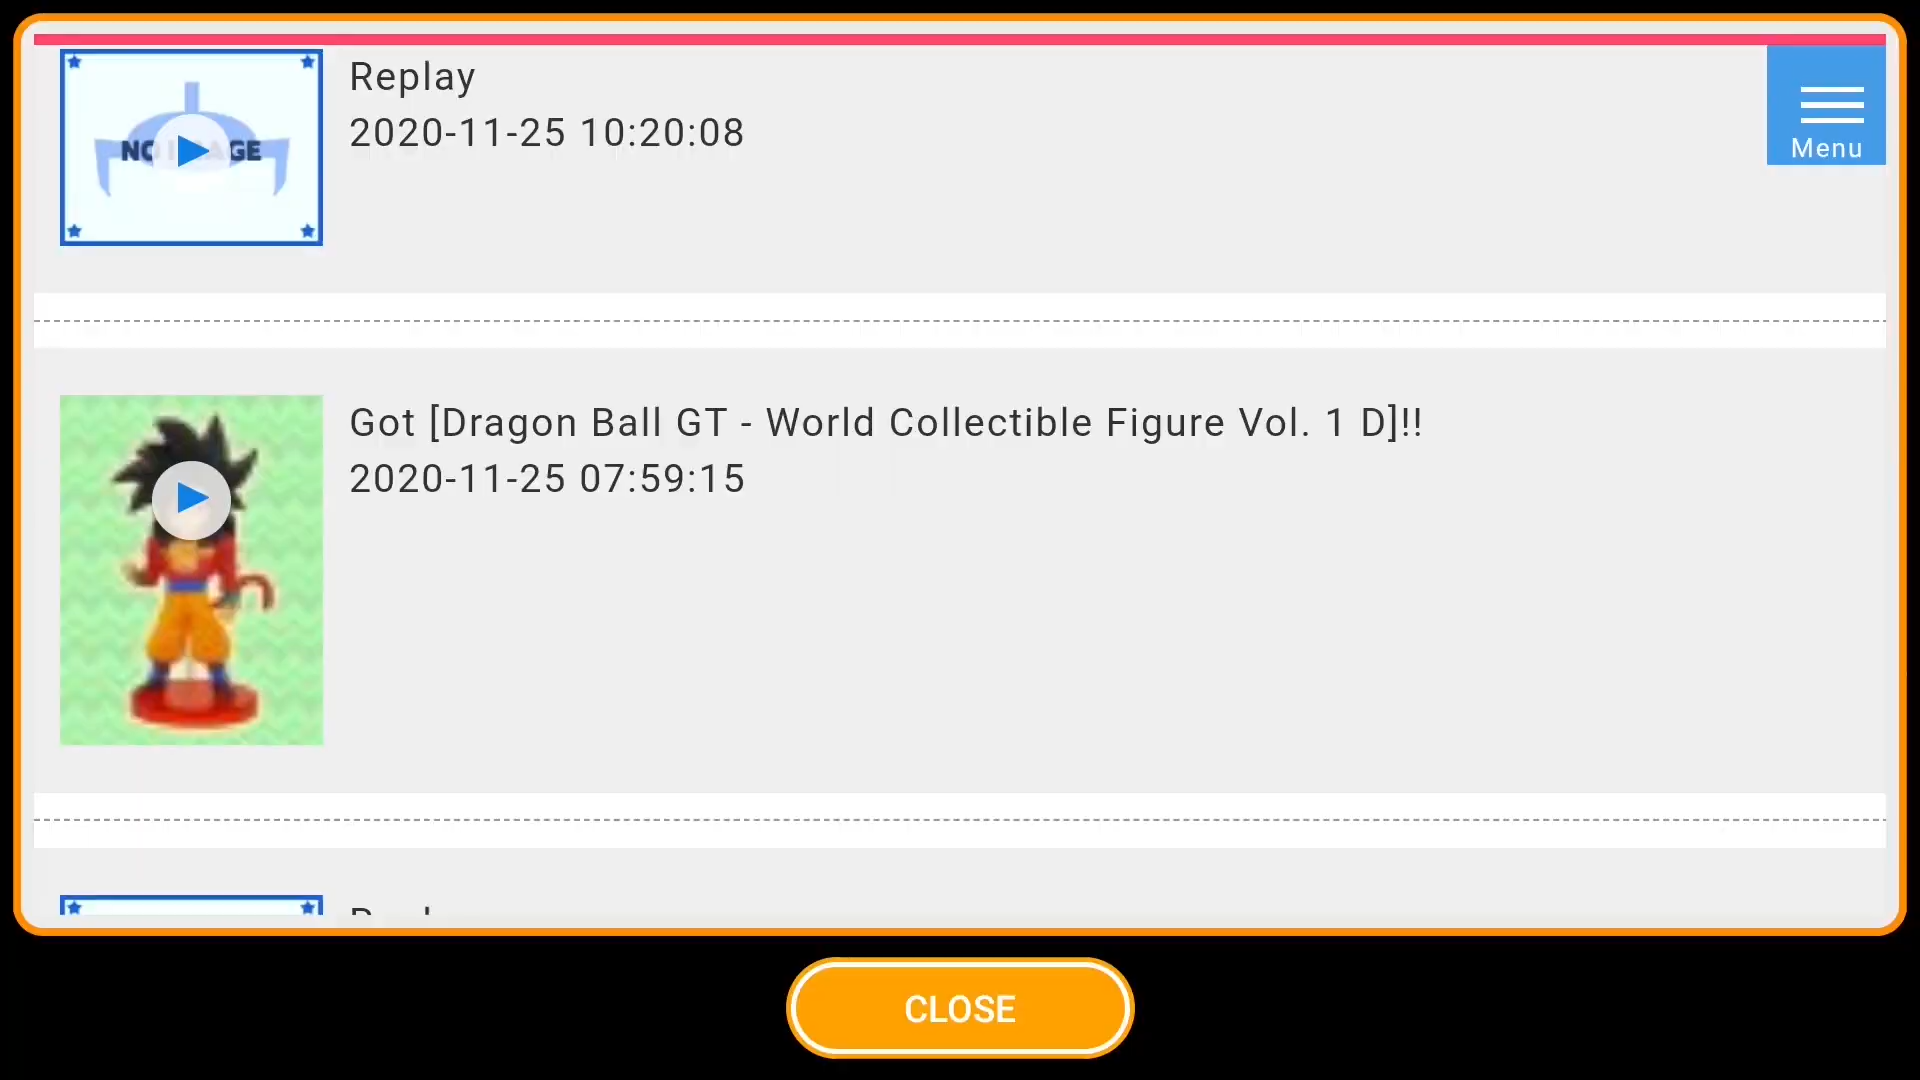 Replay
2020-11-25 10:20:08
Menu
Got [Dragon Ball GT - World Collectible Figure Vol. 1 D]!!
2020-11-25 07:59:15
CLOSE